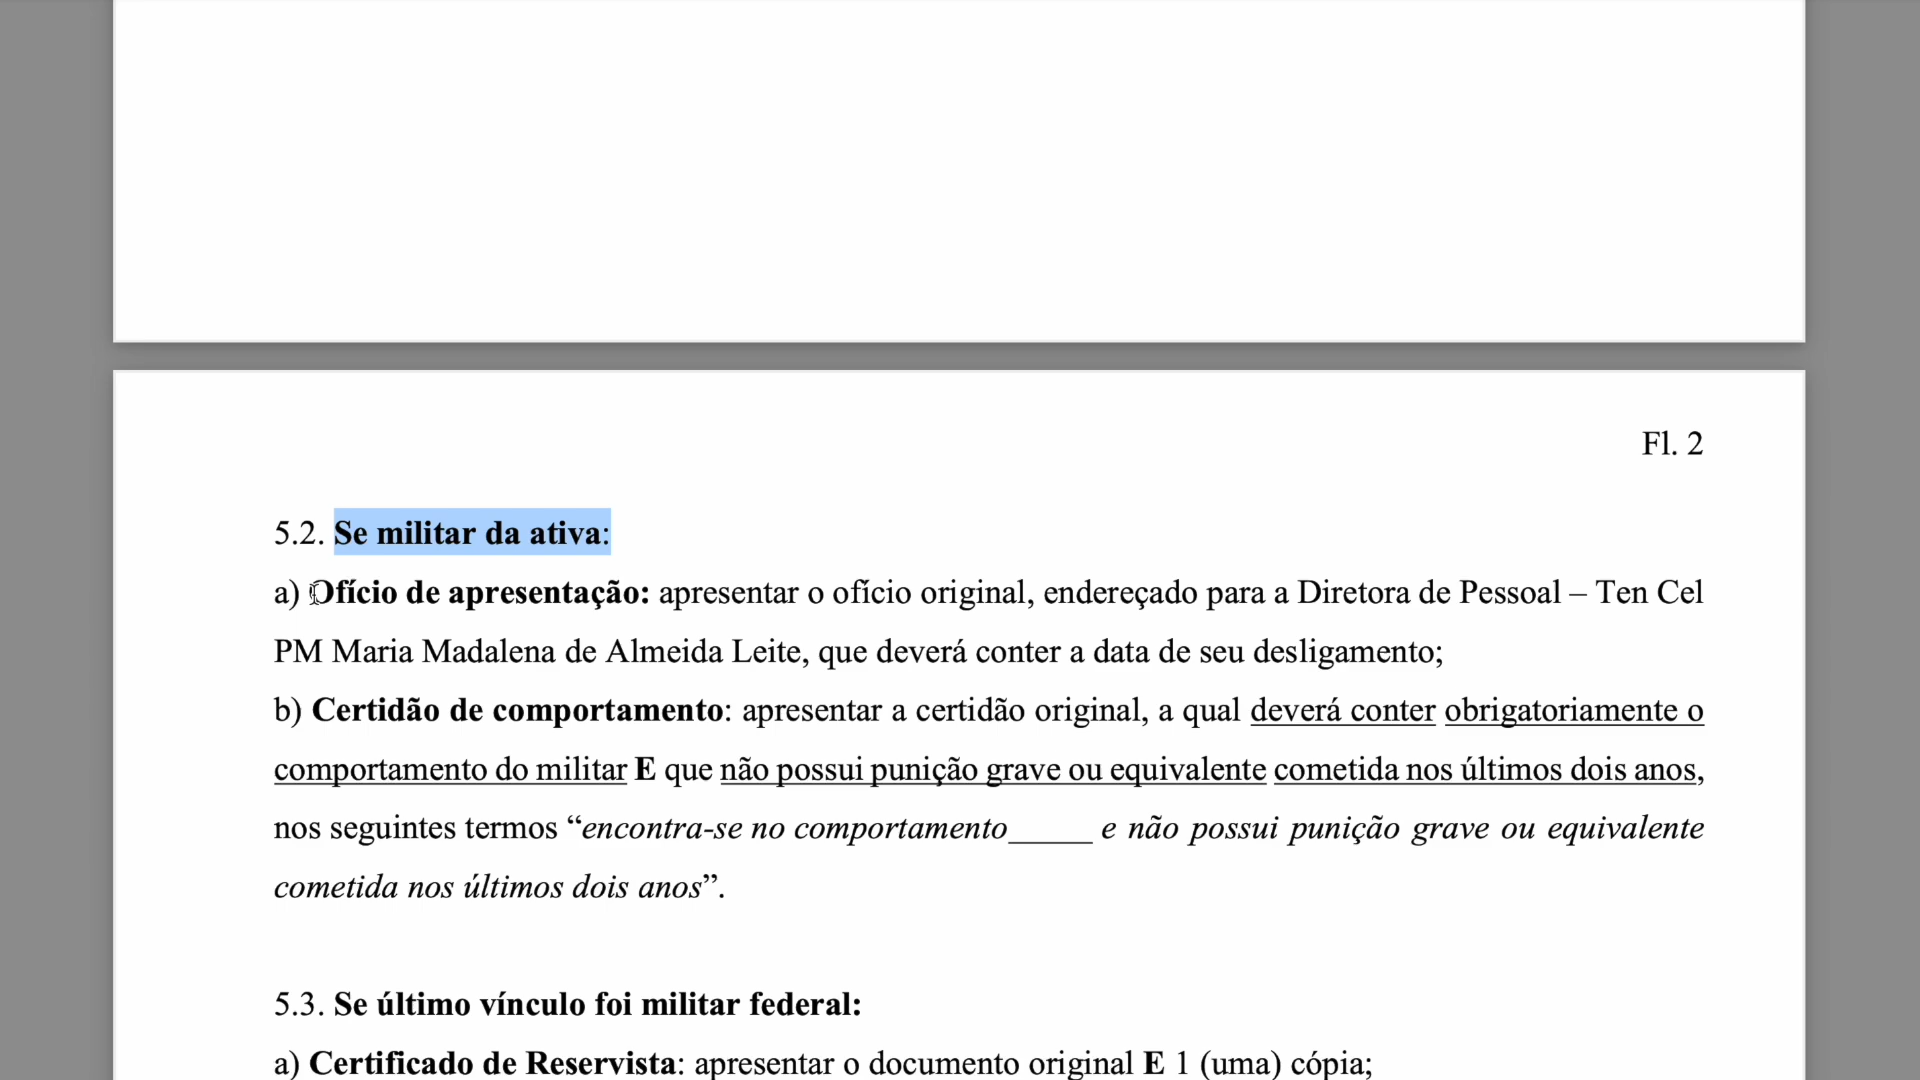 Fl. 2
5.2. Se militar da ativa:
a) Ofício de apresentação: apresentar o ofício original, endereçado para a Diretora de Pessoal – Ten Cel
PM Maria Madalena de Almeida Leite, que deverá conter a data de seu desligamento;
b) Certidão de comportamento: apresentar a certidão original, a qual deverá conter obrigatoriamente o
comportamento do militar E que não possui punição grave ou equivalente cometida nos últimos dois anos,
nos seguintes termos “encontra-se no comportamento_____ e não possui punição grave ou equivalente
cometida nos últimos dois anos”.
5.3. Se último vínculo foi militar federal:
a) Certificado de Reservista: apresentar o documento original E 1 (uma) cópia;